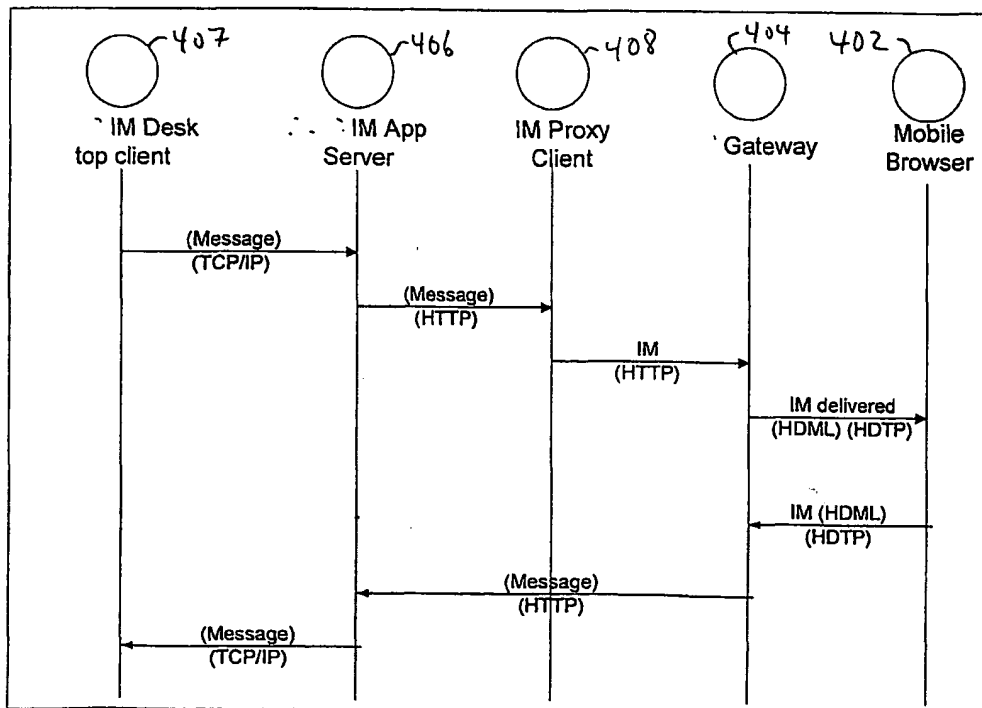 407
406
408
404
402
IM Desk
top client
IM App
Server
IM Proxy
Client
Gateway
Mobile
Browser
(Message)
(TCP/IP)
(Message)
(HTTP)
IM
(HTTP)
IM delivered
(HDML) (HDTP)
IM (HDML)
(HDTP)
(Message)
(HTTP)
(Message)
(TCP/IP)